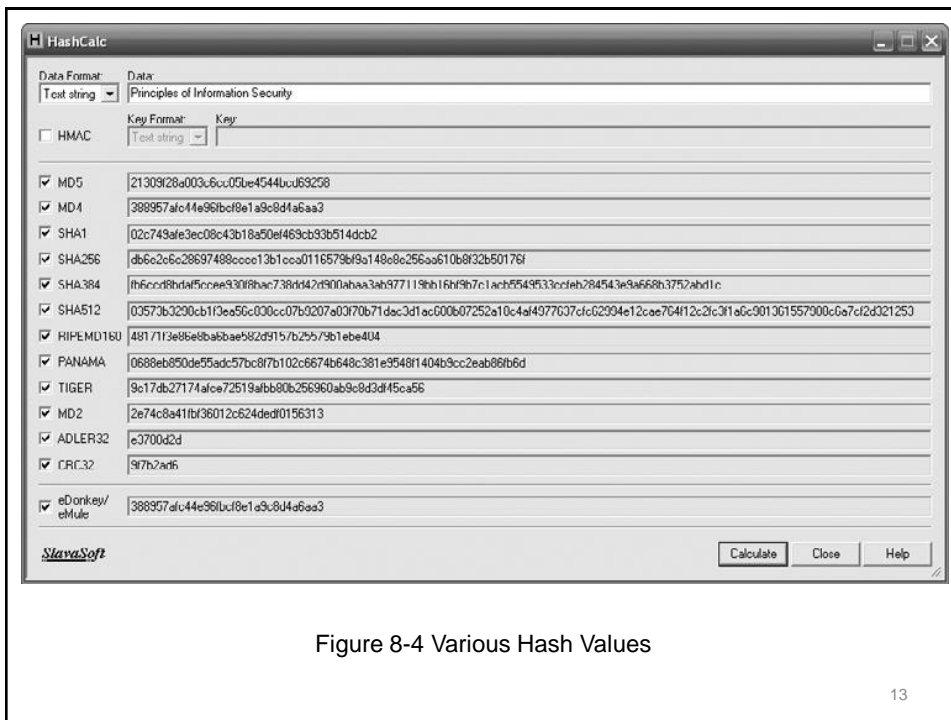 HashCalc
Data Format: Data:
Text string Principles of Information Security
HMAC Key Format: Key:
Text string
MD5 21309f28a003c6cc05be4544bcd69258
MD4 388957afc44e96fbcf8e1a9c8d4a6aa3
SHA1 02c749afe3ec08c43b18a50ef469cb93b514dcb2
SHA256
SHA384
SHA512
RIPEMD160 48171f3e86e8ba6bae582d9157b25579b1ebe404
PANAMA 0688eb850de55adc57bc8f7b102c6674b648c381e9548f1404b9cc2eab86fb6d
TIGER 9c17db27174afce72519afbb80b256960ab9c8d3df45ca56
MD2 2e74c8a41fbf36012c624dedf0156313
ADLER32 e3700d2d
CRC32 9f7b2ad6
eDonkey/
eMule 388957afc44e96fbcf8e1a9c8d4a6aa3
SlavaSoft Calculate Close Help
Figure 8-4 Various Hash Values
13